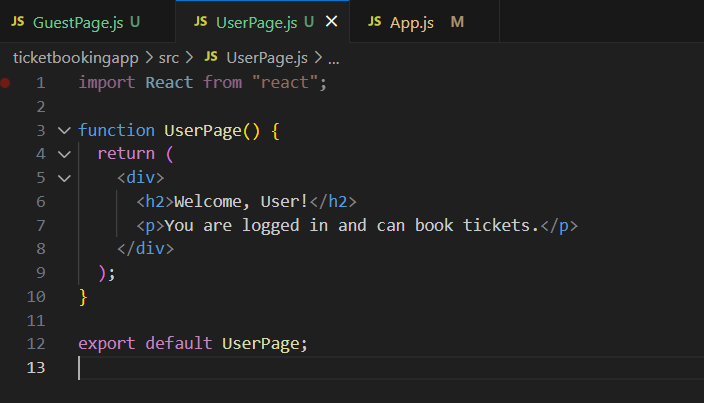 JS GuestPage.js U JS UserPage.js U JS App.js M
ticketbookingapp > src > JS UserPage.js > ...
1 import React from "react";
2
3 function UserPage() {
4 return (
5 <div>
6 <h2>Welcome, User!</h2>
7 <p>You are logged in and can book tickets.</p>
8 </div>
9 );
10 }
11
12 export default UserPage;
13